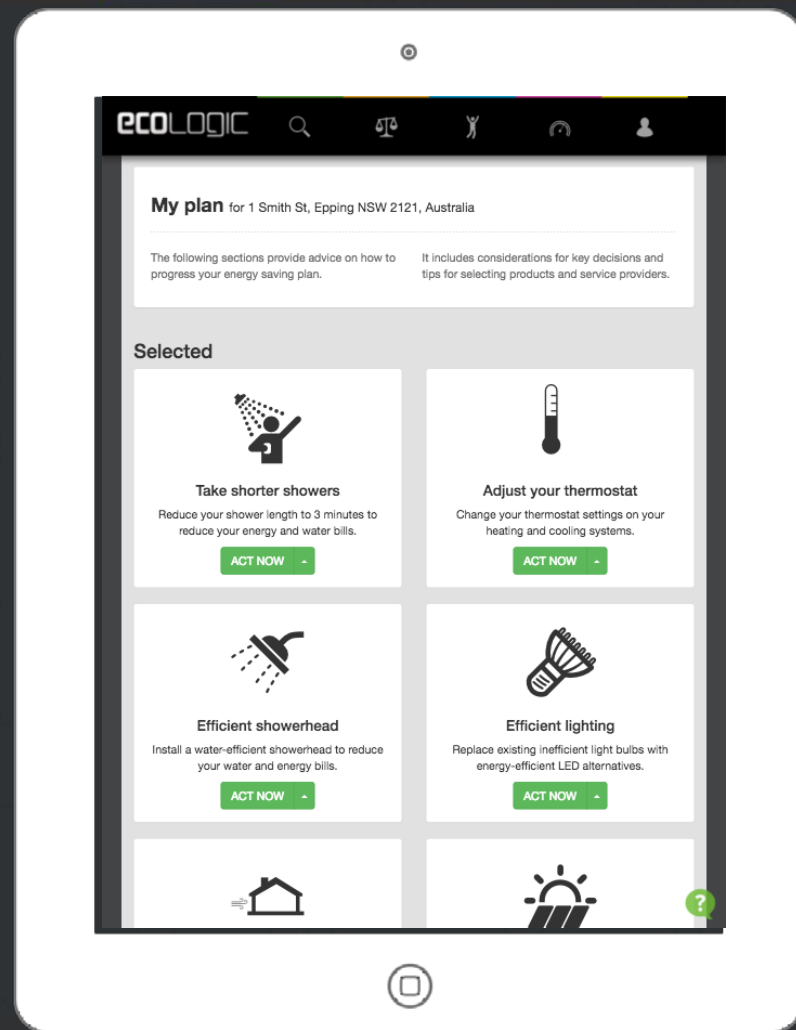 ecoLOGIC
My plan for 1 Smith St, Epping NSW 2121, Australia
The following sections provide advice on how to
progress your energy saving plan.
It includes considerations for key decisions and
tips for selecting products and service providers.
Selected
Take shorter showers
Reduce your shower length to 3 minutes to
reduce your energy and water bills.
ACT NOW
Adjust your thermostat
Change your thermostat settings on your
heating and cooling systems.
ACT NOW
Efficient showerhead
Install a water-efficient showerhead to reduce
your water and energy bills.
ACT NOW
Efficient lighting
Replace existing inefficient light bulbs with
energy-efficient LED alternatives.
ACT NOW
?